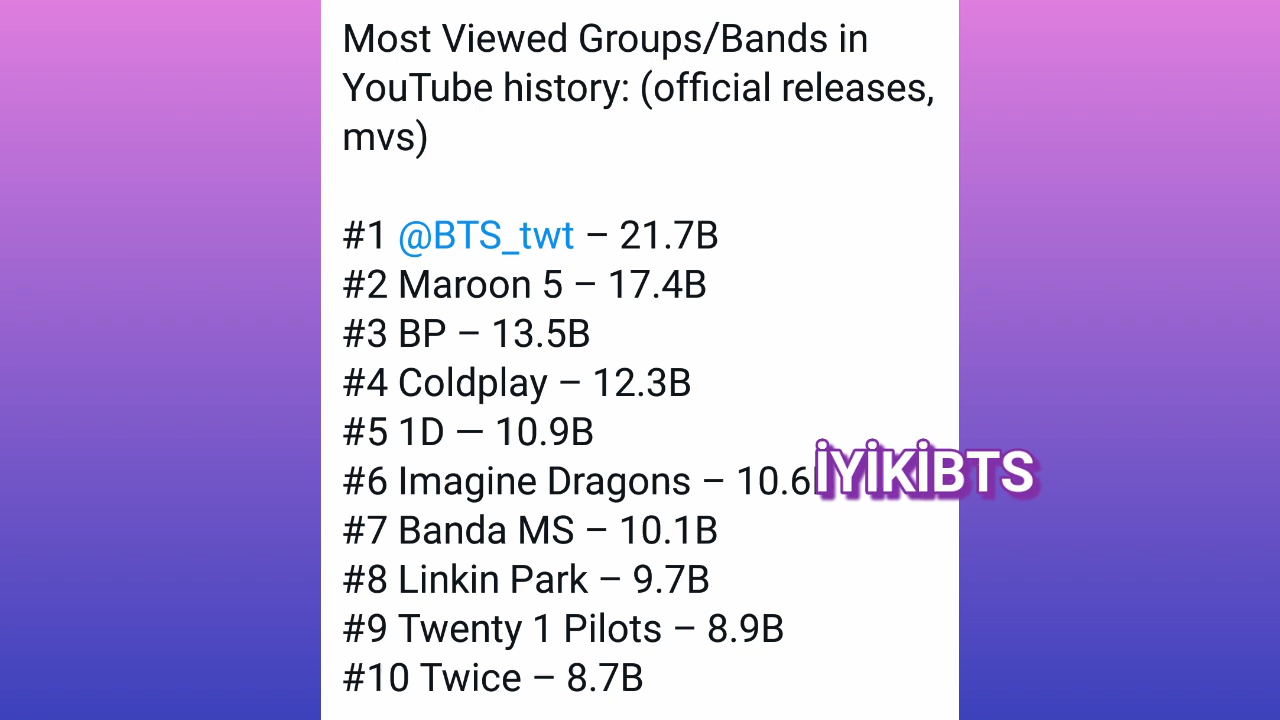 Most Viewed Groups/Bands in
YouTube history: (official releases,
mvs)
#1 @BTS_twt – 21.7B
#2 Maroon 5 – 17.4B
#3 BP – 13.5B
#4 Coldplay – 12.3B
#5 1D — 10.9B
#6 Imagine Dragons – 10.6
İYİKİBTS
#7 Banda MS – 10.1B
#8 Linkin Park – 9.7B
#9 Twenty 1 Pilots – 8.9B
#10 Twice – 8.7B